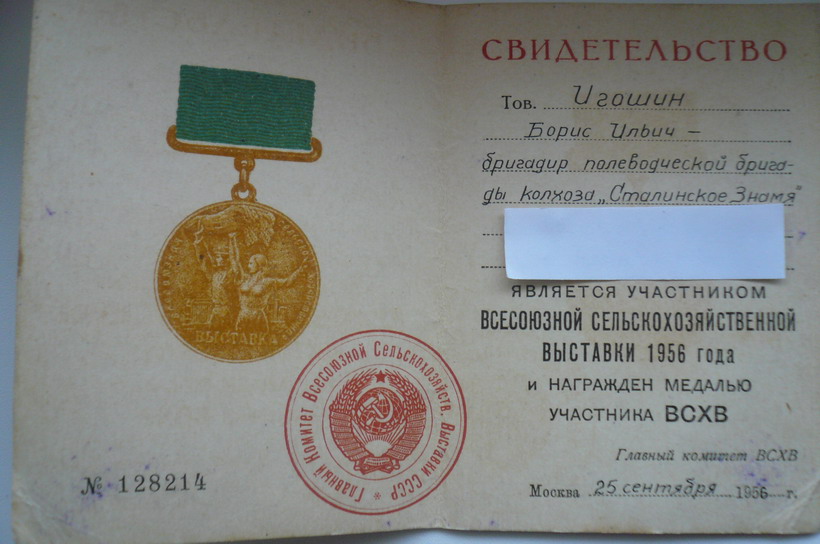 ВЫСТАВКА
Главный Комитет Всесоюзной Сельскохозяйств. Выставки СССР
№ 128214
СВИДЕТЕЛЬСТВО
Тов. Игошин
Борис Ильич –
бригадир полеводческой брига-
ды колхоза „Сталинское Знамя"
ЯВЛЯЕТСЯ УЧАСТНИКОМ
ВСЕСОЮЗНОЙ СЕЛЬСКОХОЗЯЙСТВЕННОЙ
ВЫСТАВКИ 1956 года
И НАГРАЖДЕН МЕДАЛЬЮ
УЧАСТНИКА ВСХВ
Главный комитет ВСХВ
Москва 25 сентября 1956 г.